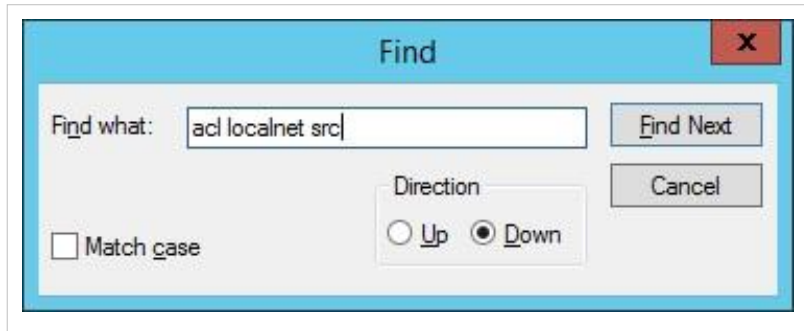 Find
x
Find what: acl localnet src Find Next
Direction Cancel
Up Down
Match case